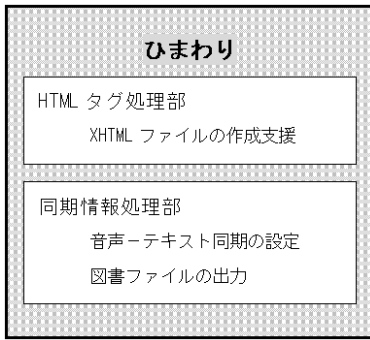 ひまわり
HTML タグ処理部
XHTML ファイルの作成支援
同期情報処理部
音声－テキスト同期の設定
図書ファイルの出力